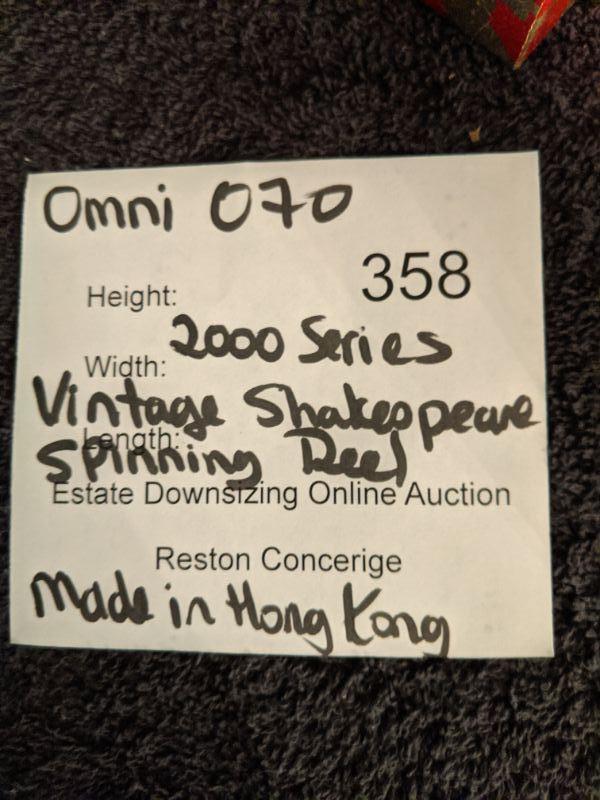 Omni 070
358
Height:
2000 Series
Width:
Vintage Shakespeare
Length:
Spinning Reel
Estate Downsizing Online Auction
Reston Concerige
Made in Hong Kong